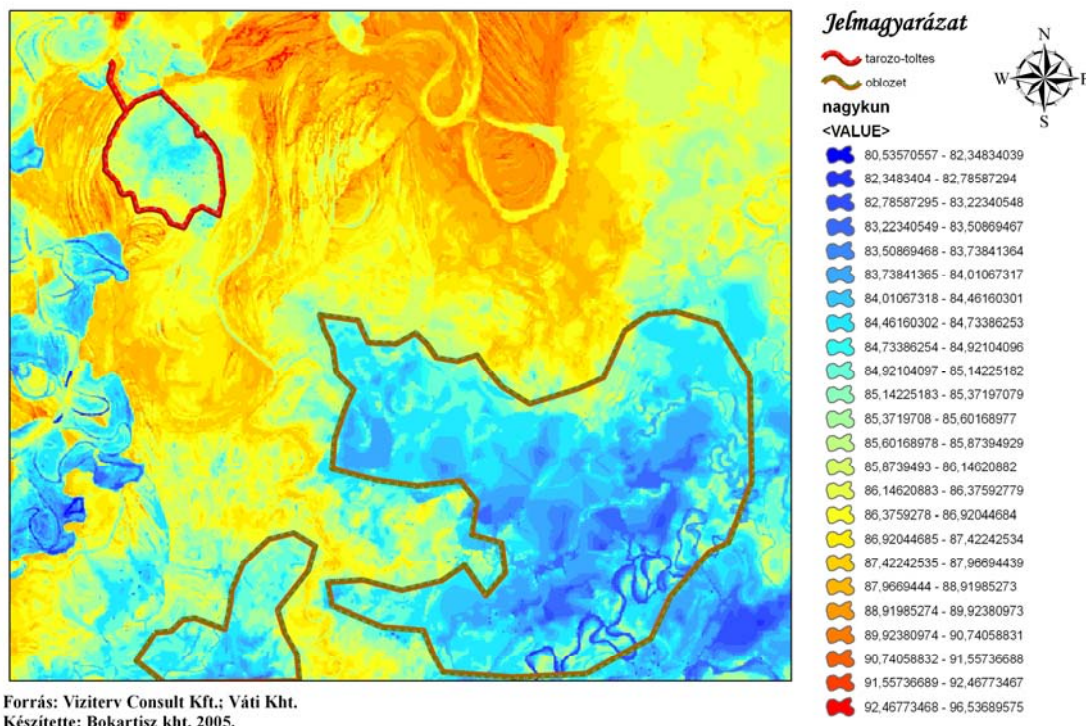 Jelmagyarázat
N
W
E
S
tarozo-toltes
oblozet
nagykun
<VALUE>
80,53570557 - 82,34834039
82,3483404 - 82,78587294
82,78587295 - 83,22340548
83,22340549 - 83,50869467
83,50869468 - 83,73841364
83,73841365 - 84,01067317
84,01067318 - 84,46160301
84,46160302 - 84,73386253
84,73386254 - 84,92104096
84,92104097 - 85,14225182
85,14225183 - 85,37197079
85,3719708 - 85,60168977
85,60168978 - 85,87394929
85,8739493 - 86,14620882
86,14620883 - 86,37592779
86,3759278 - 86,92044684
86,92044685 - 87,42242534
87,42242535 - 87,96694439
87,9669444 - 88,91985273
88,91985274 - 89,92380973
89,92380974 - 90,74058831
90,74058832 - 91,55736688
91,55736689 - 92,46773467
92,46773468 - 96,53689575
Forrás: Viziterv Consult Kft.; Váti Kht.
Készítette: Bokartisz kht. 2005.